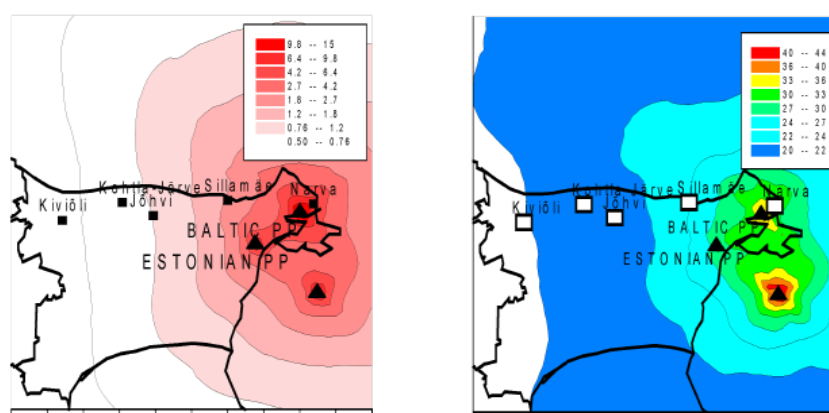 9.8 -- 15
6.4 -- 9.8
4.2 -- 6.4
2.7 -- 4.2
1.8 -- 2.7
1.2 -- 1.8
0.76 -- 1.2
0.50 -- 0.76
Kohtla-Järve
Sillamäe
Narva
Kiviõli
Jõhvi
BALTIC PP
ESTONIAN PP
40 -- 44
36 -- 40
33 -- 36
30 -- 33
27 -- 30
24 -- 27
22 -- 24
20 -- 22
Kohtla-Järve
Sillamäe
Narva
Kiviõli
Jõhvi
BALTIC PP
ESTONIAN PP